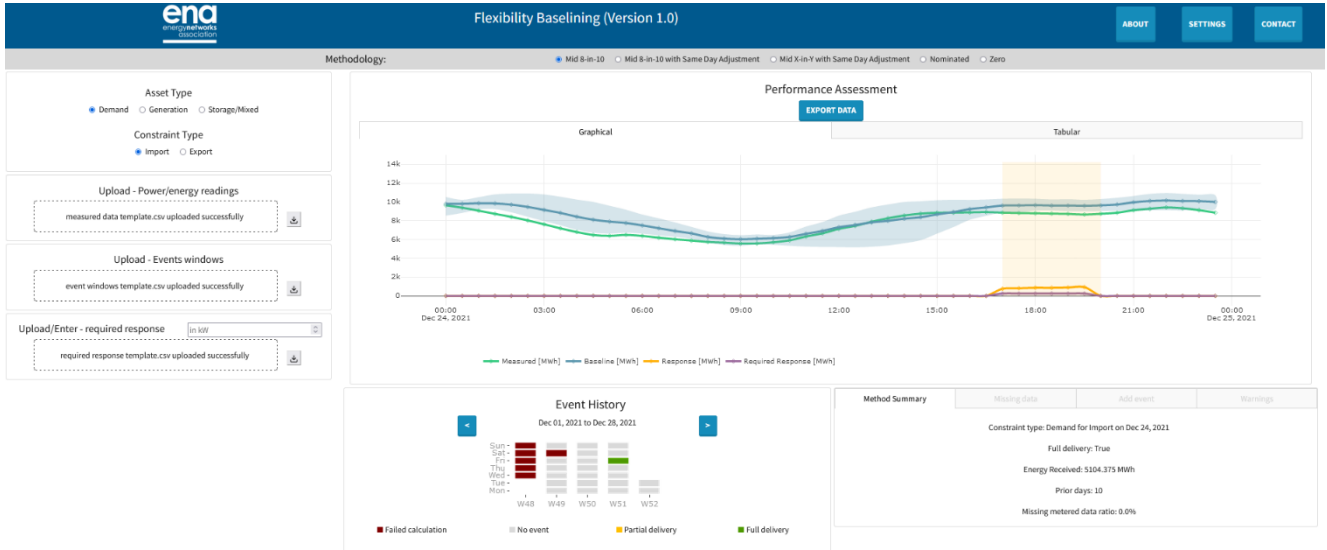 ena
energynetworks
association
Flexibility Baselining (Version 1.0)
ABOUT
SETTINGS
CONTACT
Methodology:
Mid 8-in-10
Mid 8-in-10 with Same Day Adjustment
Mid X-in-Y with Same Day Adjustment
Nominated
Zero
Asset Type
Demand
Generation
Storage/Mixed
Constraint Type
Import
Export
Upload - Power/energy readings
measured data template.csv uploaded successfully
Upload - Events windows
event windows template.csv uploaded successfully
Upload/Enter - required response
in kW
required response template.csv uploaded successfully
Performance Assessment
EXPORT DATA
Graphical
Tabular
14k
12k
10k
8k
6k
4k
2k
0
00:00
Dec 24, 2021
03:00
06:00
09:00
12:00
15:00
18:00
21:00
00:00
Dec 25, 2021
Measured [MWh]
Baseline [MWh]
Response [MWh]
Required Response [MWh]
Event History
<
Dec 01, 2021 to Dec 28, 2021
>
Sun
Sat
Fri
Thu
Wed
Tue
Mon
W48
W49
W50
W51
W52
Failed calculation
No event
Partial delivery
Full delivery
Method Summary
Missing data
Add event
Warnings
Constraint type: Demand for Import on Dec 24, 2021
Full delivery: True
Energy Received: 5104.375 MWh
Prior days: 10
Missing metered data ratio: 0.0%